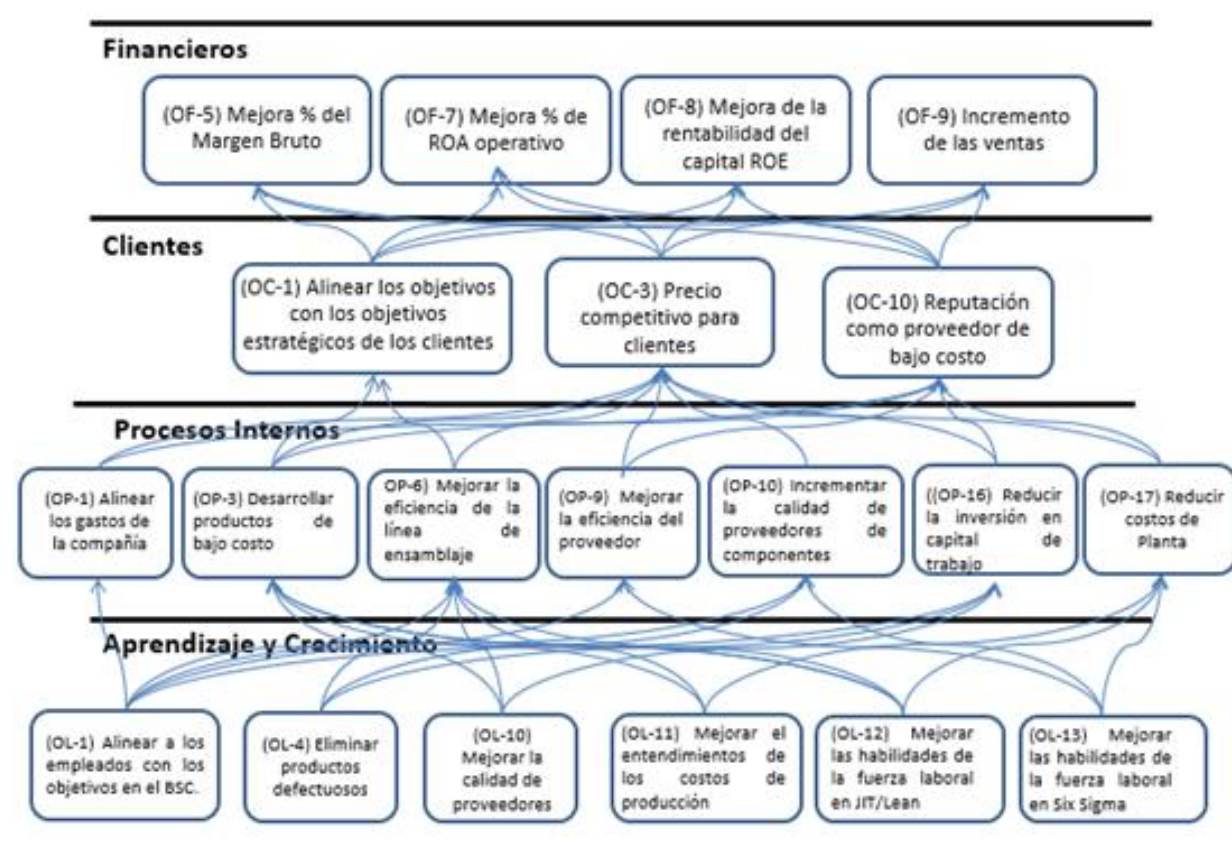 Financieros
(OF-5) Mejora % del
Margen Bruto
(OF-7) Mejora % de
ROA operativo
(OF-8) Mejora de la
rentabilidad del
capital ROE
(OF-9) Incremento
de las ventas
Clientes
(OC-1) Alinear los objetivos
con los objetivos
estratégicos de los clientes
(OC-3) Precio
competitivo para
clientes
(OC-10) Reputación
como proveedor de
bajo costo
Procesos Internos
(OP-1) Alinear
los gastos de
la compañía
(OP-3) Desarrollar
productos de
bajo costo
OP-6) Mejorar la
eficiencia de la
línea de
ensamblaje
(OP-9) Mejorar
la eficiencia del
proveedor
(OP-10) Incrementar
la calidad de
proveedores de
componentes
((OP-16) Reducir
la inversión en
capital de
trabajo
(OP-17) Reducir
costos de
Planta
Aprendizaje y Crecimiento
(OL-1) Alinear a los
empleados con los
objetivos en el BSC.
(OL-4) Eliminar
productos
defectuosos
(OL-10)
Mejorar la
calidad de
proveedores
(OL-11) Mejorar el
entendimientos de
los costos de
producción
(OL-12) Mejorar
las habilidades de
la fuerza laboral
en JIT/Lean
(OL-13) Mejorar
las habilidades de
la fuerza laboral
en Six Sigma